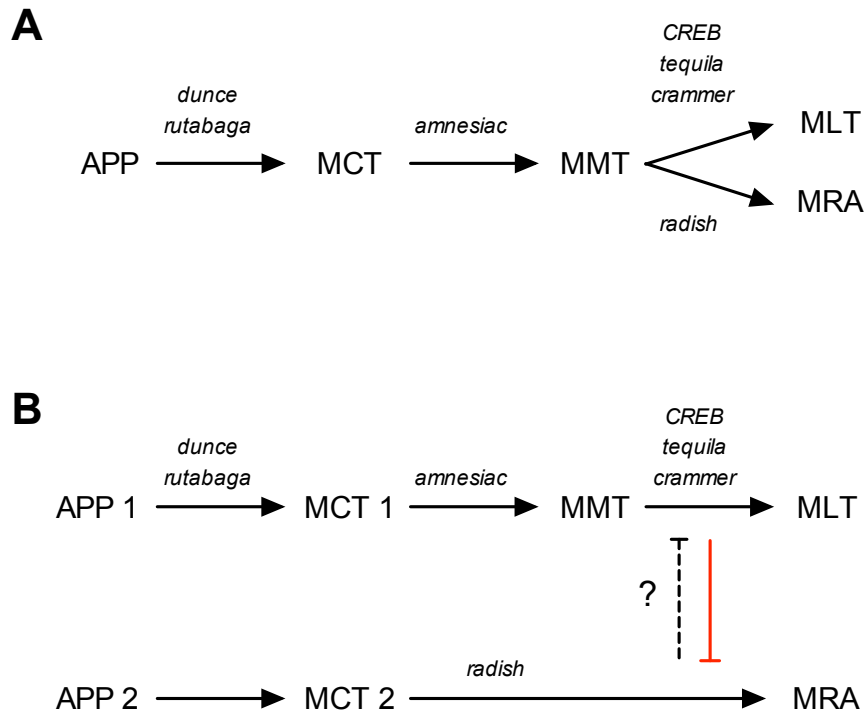 A
CREB
tequila
crammer
dunce
rutabaga
amnesiac
MLT
APP
MCT
MMT
MRA
radish
B
CREB
tequila
crammer
dunce
rutabaga
amnesiac
APP 1
MCT 1
MMT
MLT
?
radish
APP 2
MCT 2
MRA